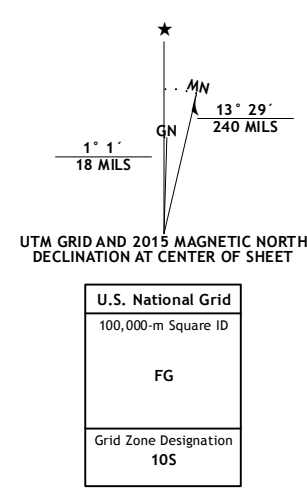 ★
MN
GN
13° 29´
240 MILS
1° 1´
18 MILS
UTM GRID AND 2015 MAGNETIC NORTH
DECLINATION AT CENTER OF SHEET
U.S. National Grid
100,000-m Square ID
FG
Grid Zone Designation
10S